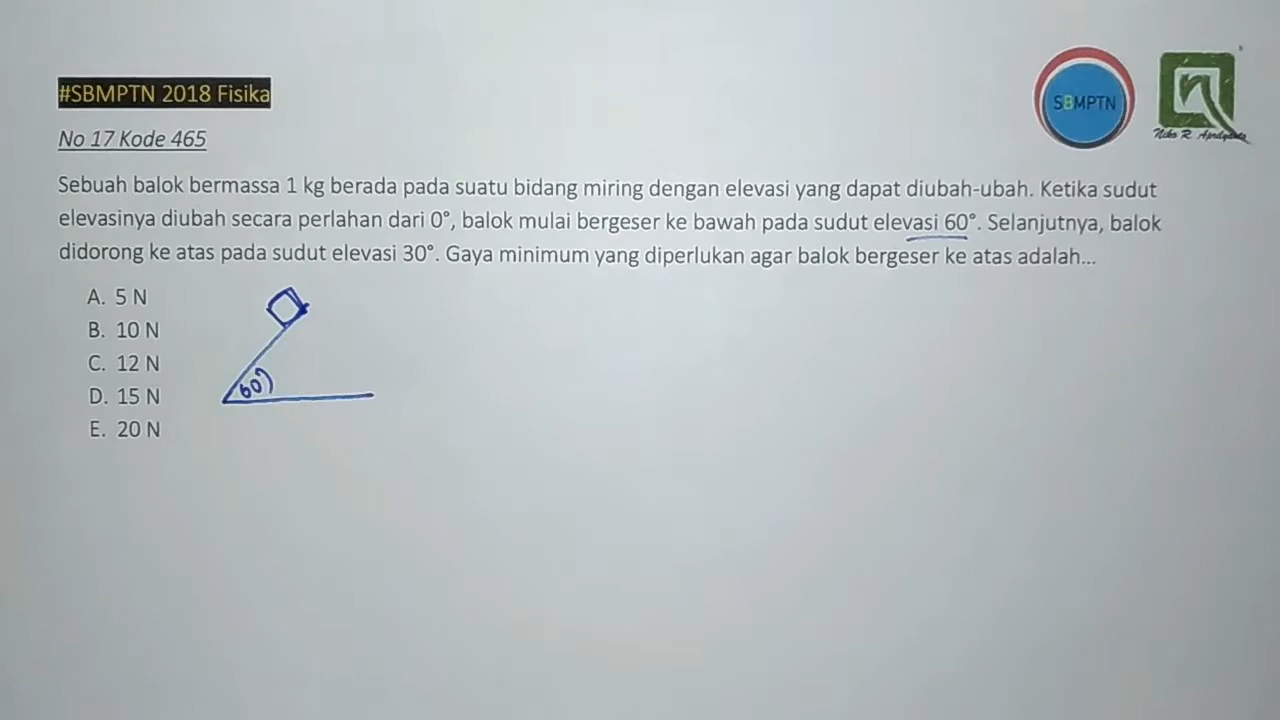 #SBMPTN 2018 Fisika
SBMPTN
Niko R. Apriyanto
No 17 Kode 465
Sebuah balok bermassa 1 kg berada pada suatu bidang miring dengan elevasi yang dapat diubah-ubah. Ketika sudut
elevasinya diubah secara perlahan dari 0°, balok mulai bergeser ke bawah pada sudut elevasi 60°. Selanjutnya, balok
didorong ke atas pada sudut elevasi 30°. Gaya minimum yang diperlukan agar balok bergeser ke atas adalah...
A. 5 N
B. 10 N
C. 12 N
D. 15 N
E. 20 N
60